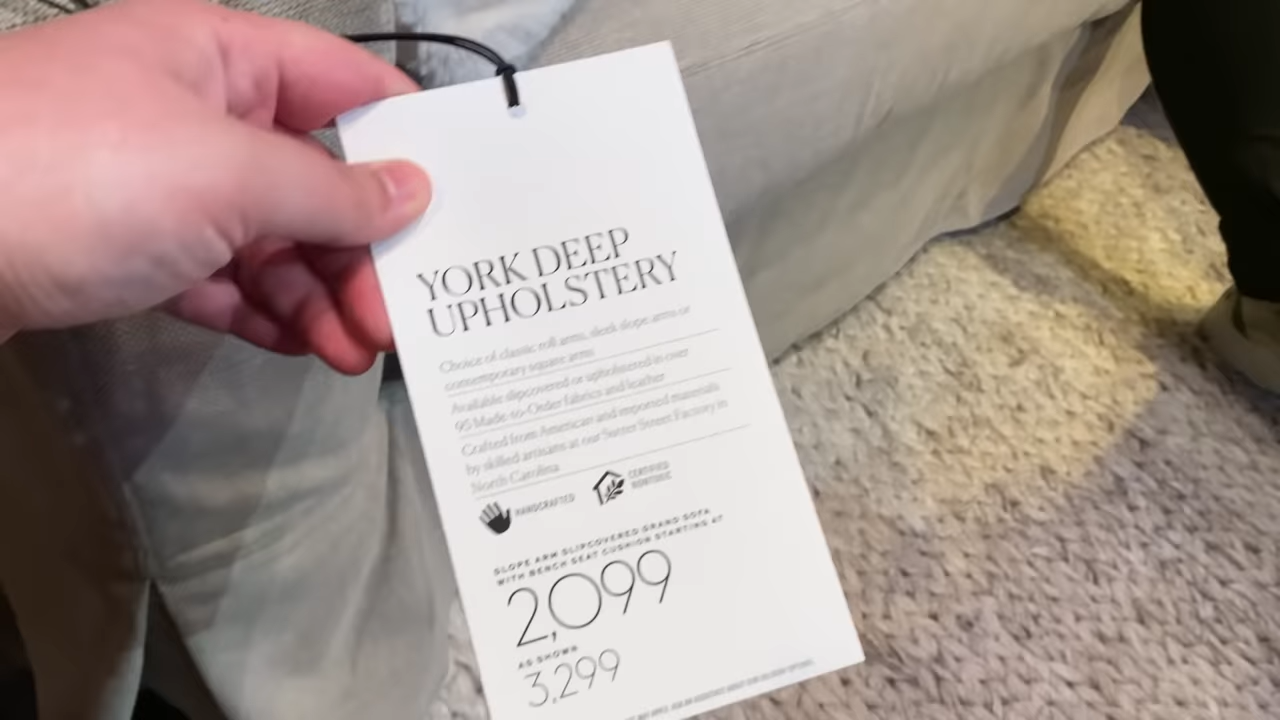 YORK DEEP
UPHOLSTERY
Choice of classic roll arms, sleek slope arms or
contemporary square arms
Available slipcovered or upholstered in over
95 Made-to-Order fabrics and leather
Crafted from American and imported materials
by skilled artisans at our Sutter Street Factory in
North Carolina
HANDCRAFTED
CERTIFIED
NONTOXIC
SLOPE ARM SLIPCOVERED GRAND SOFA
WITH BENCH SEAT CUSHION STARTING AT
2,099
AS SHOWN
3,299